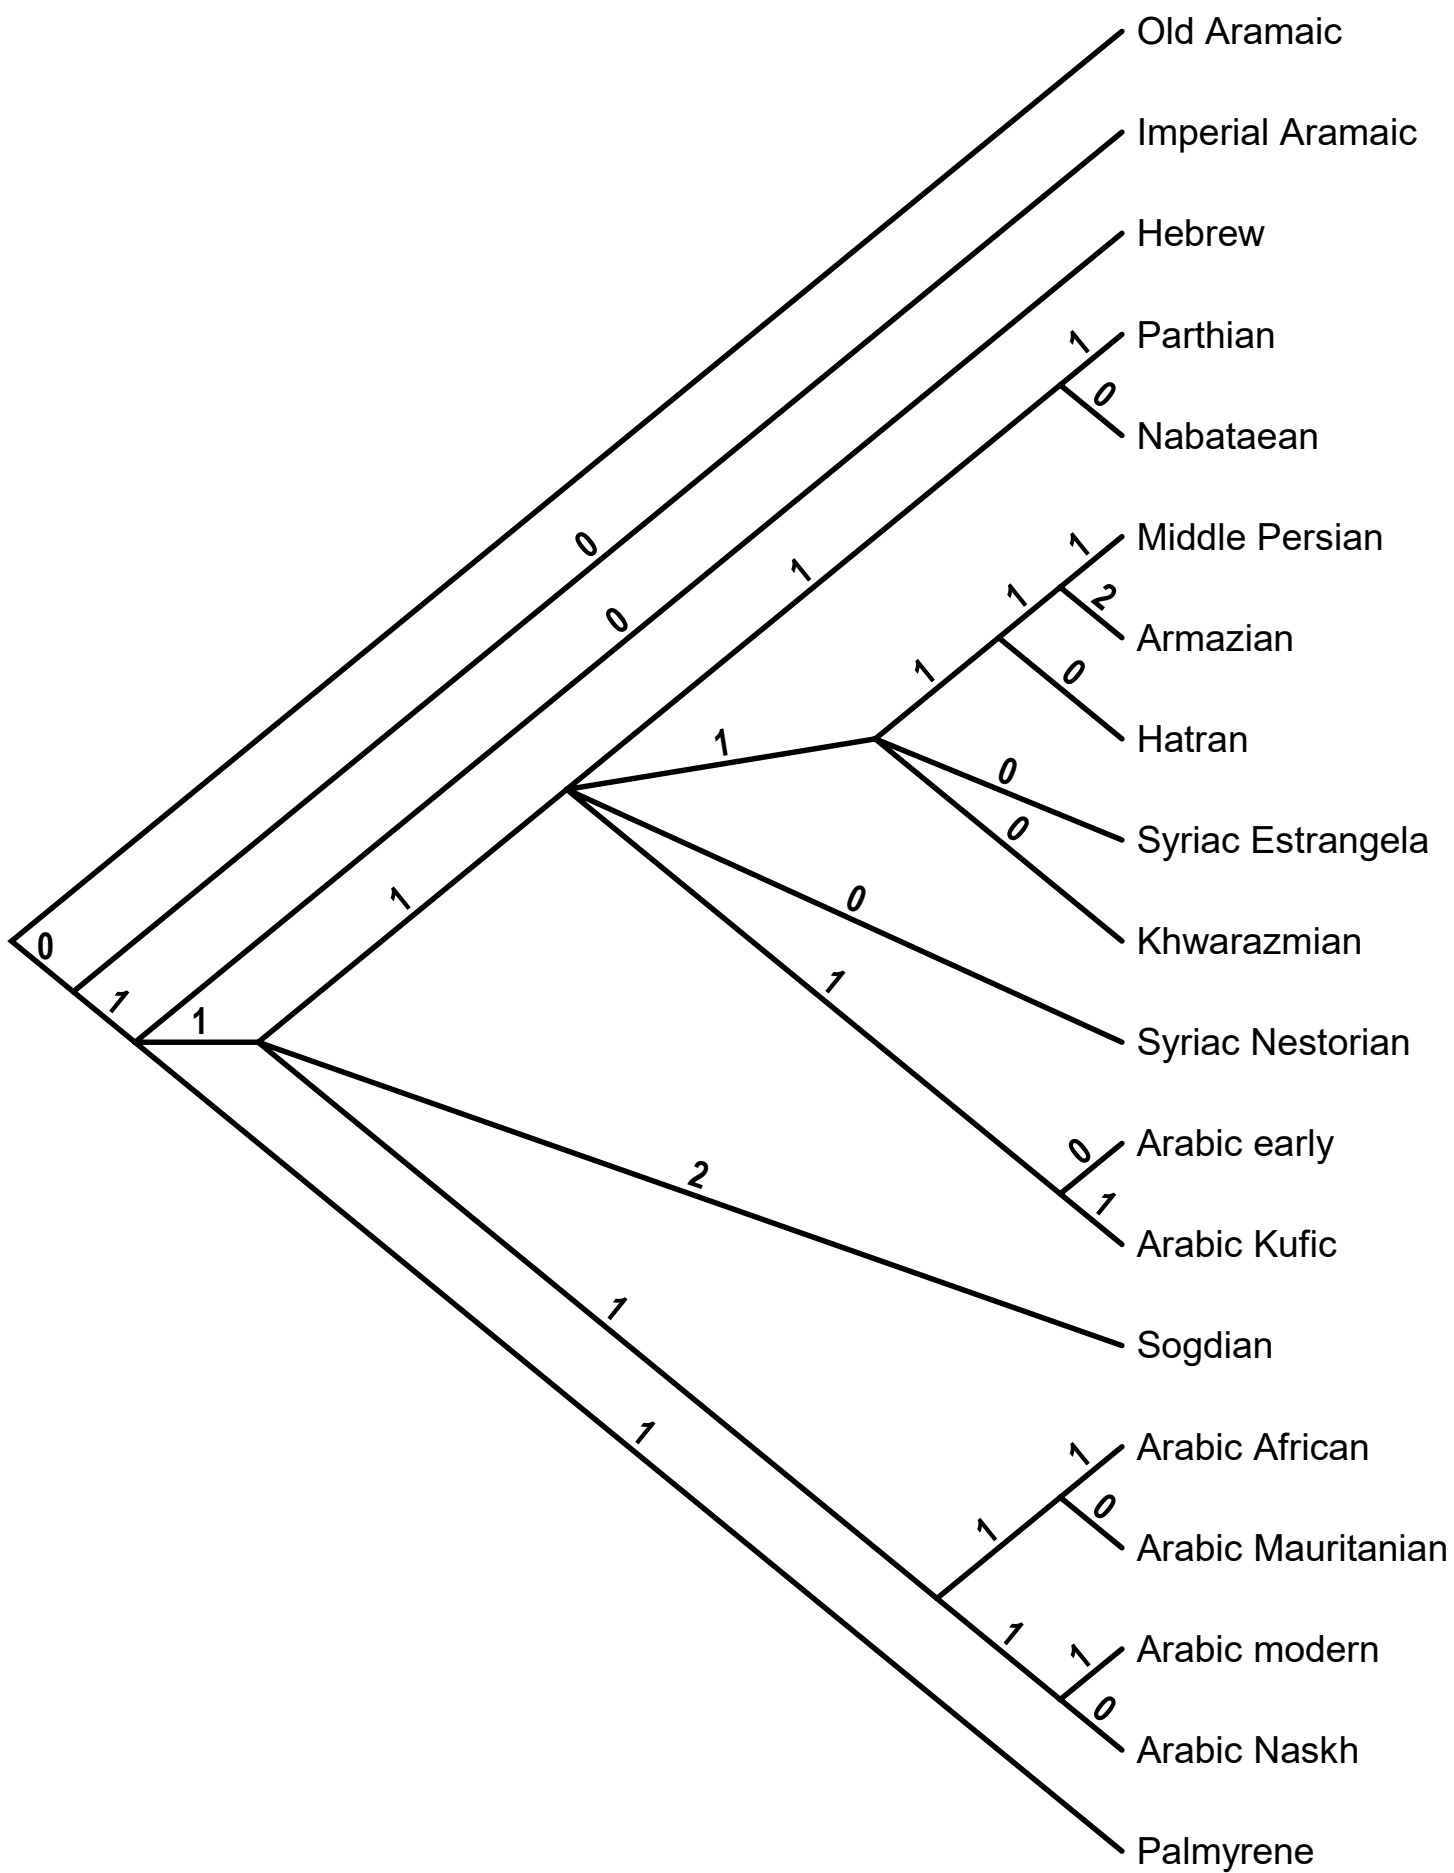 Old Aramaic
Imperial Aramaic
Hebrew
1 Parthian
0 Nabataean
1 Middle Persian
0
1
1
2 Armazian
0
1
0 Hatran
1
0 Syriac Estrangela
0
1
0 Khwarazmian
0
0
1
1
1
Syriac Nestorian
0 Arabic early
2
1 Arabic Kufic
1
Sogdian
1
1 Arabic African
0
1
Arabic Mauritanian
1
1 Arabic modern
0
Arabic Naskh
Palmyrene